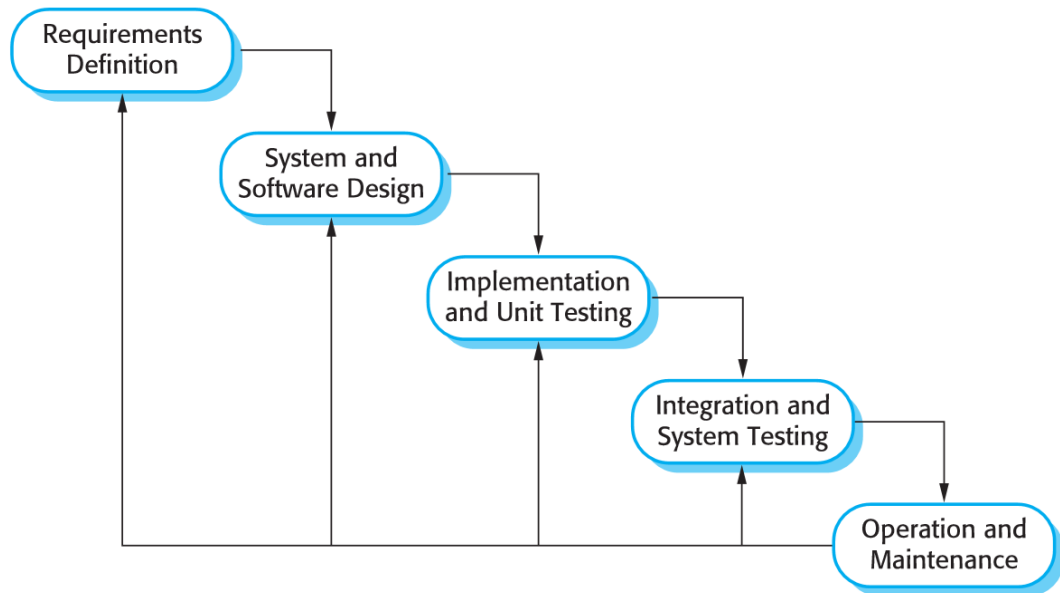 Requirements
Definition
System and
Software Design
Implementation
and Unit Testing
Integration and
System Testing
Operation and
Maintenance